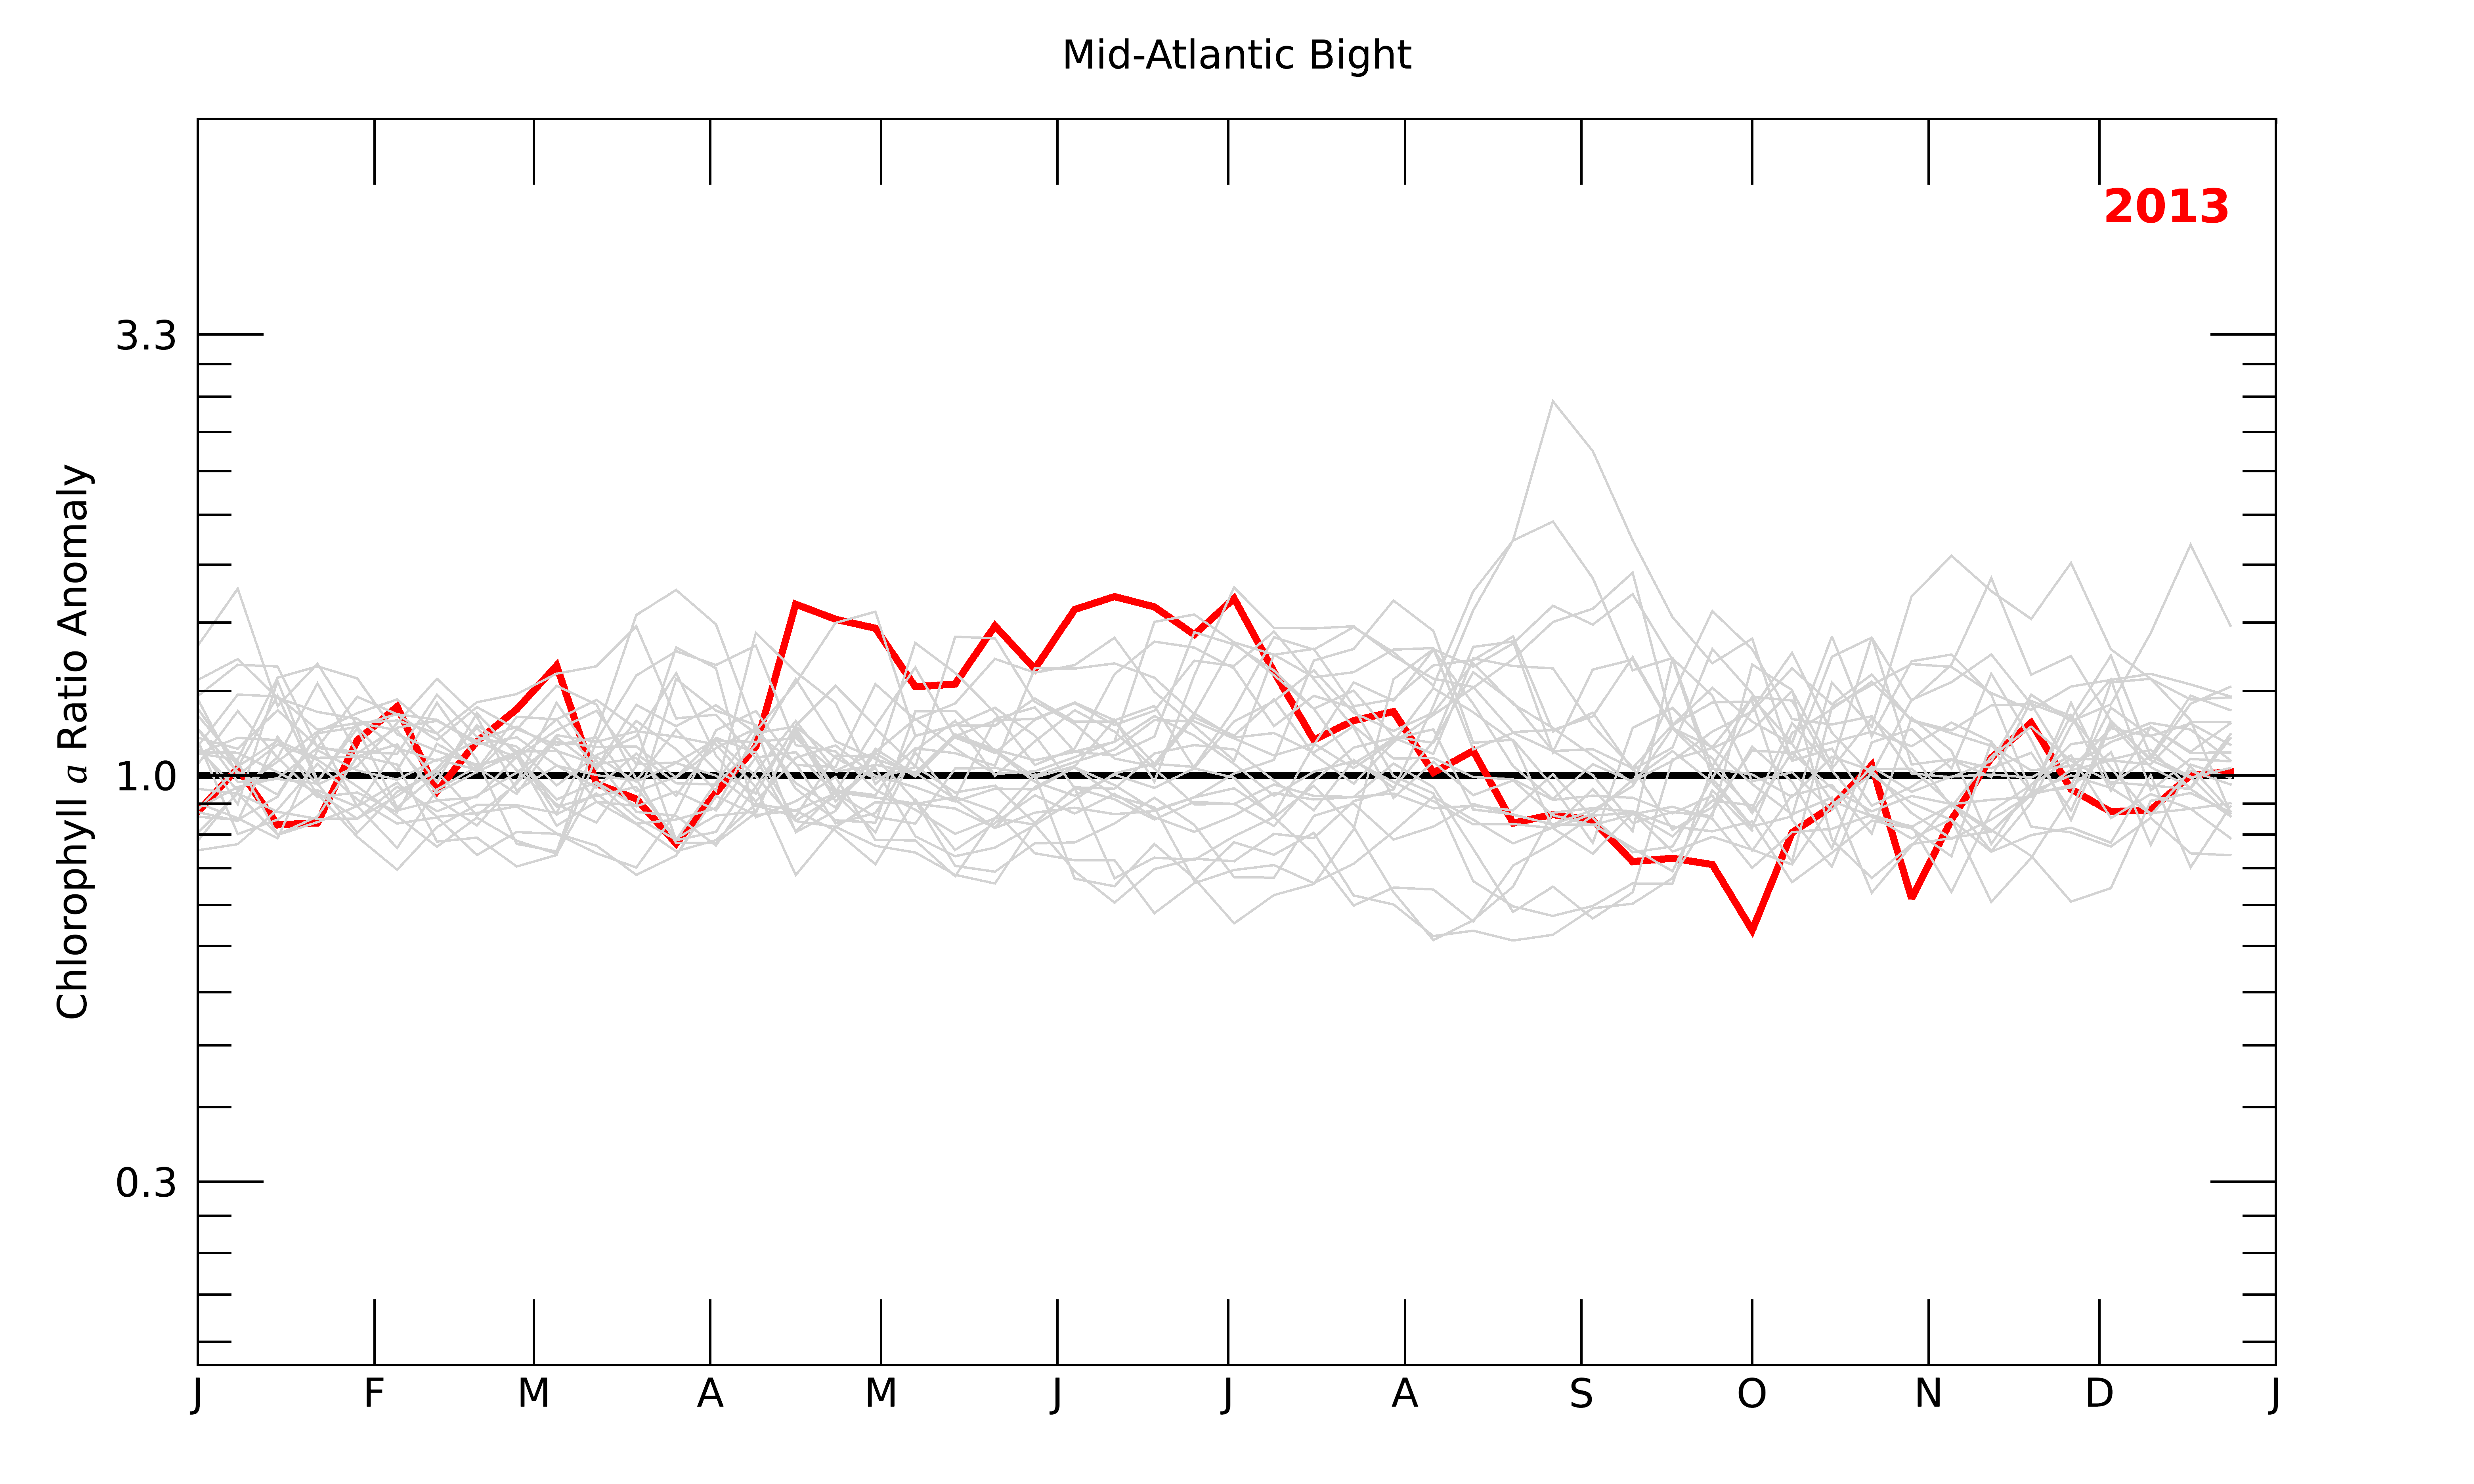 Mid-Atlantic Bight
2013
Chlorophyll a Ratio Anomaly
3.3
1.0
0.3
J F M A M J J A S O N D J